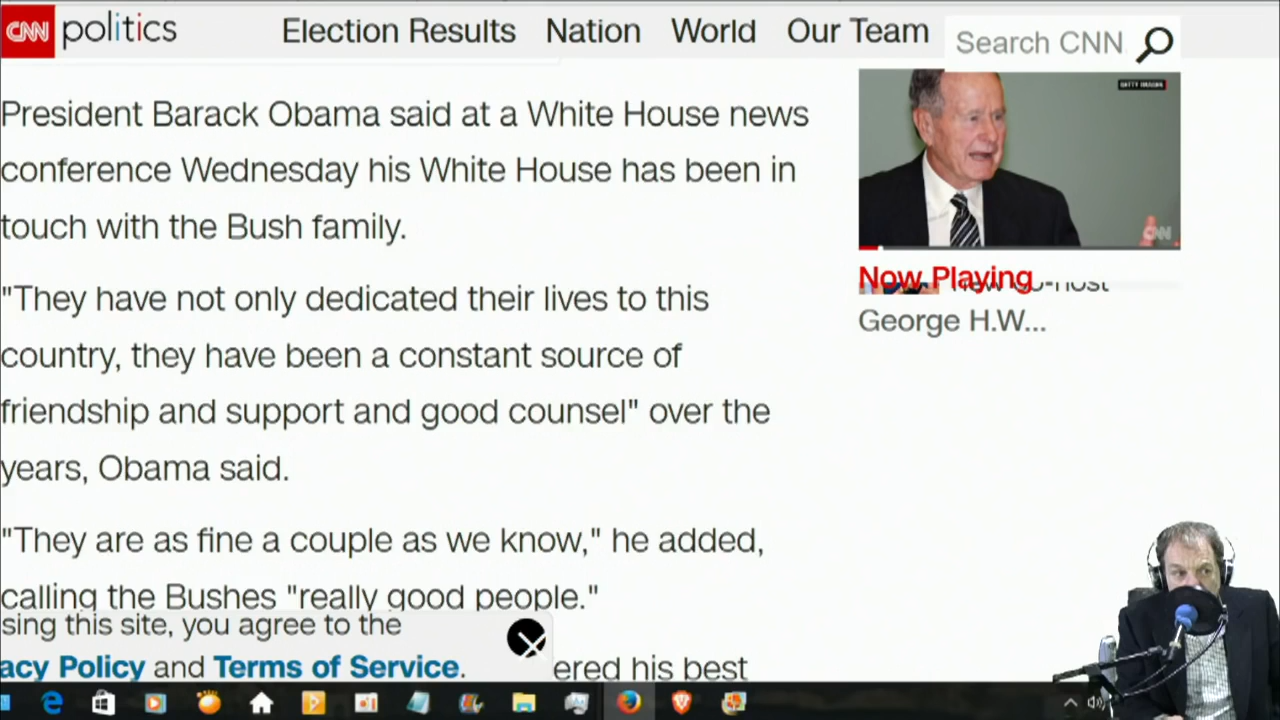 CNN politics Election Results Nation World Our Team Search CNN
President Barack Obama said at a White House news
conference Wednesday his White House has been in
touch with the Bush family.
"They have not only dedicated their lives to this
country, they have been a constant source of
friendship and support and good counsel" over the
years, Obama said.
"They are as fine a couple as we know," he added,
calling the Bushes "really good people."
sing this site, you agree to the
acy Policy and Terms of Service.
ered his best
GETTY IMAGES
CNN
Now Playing
George H.W...